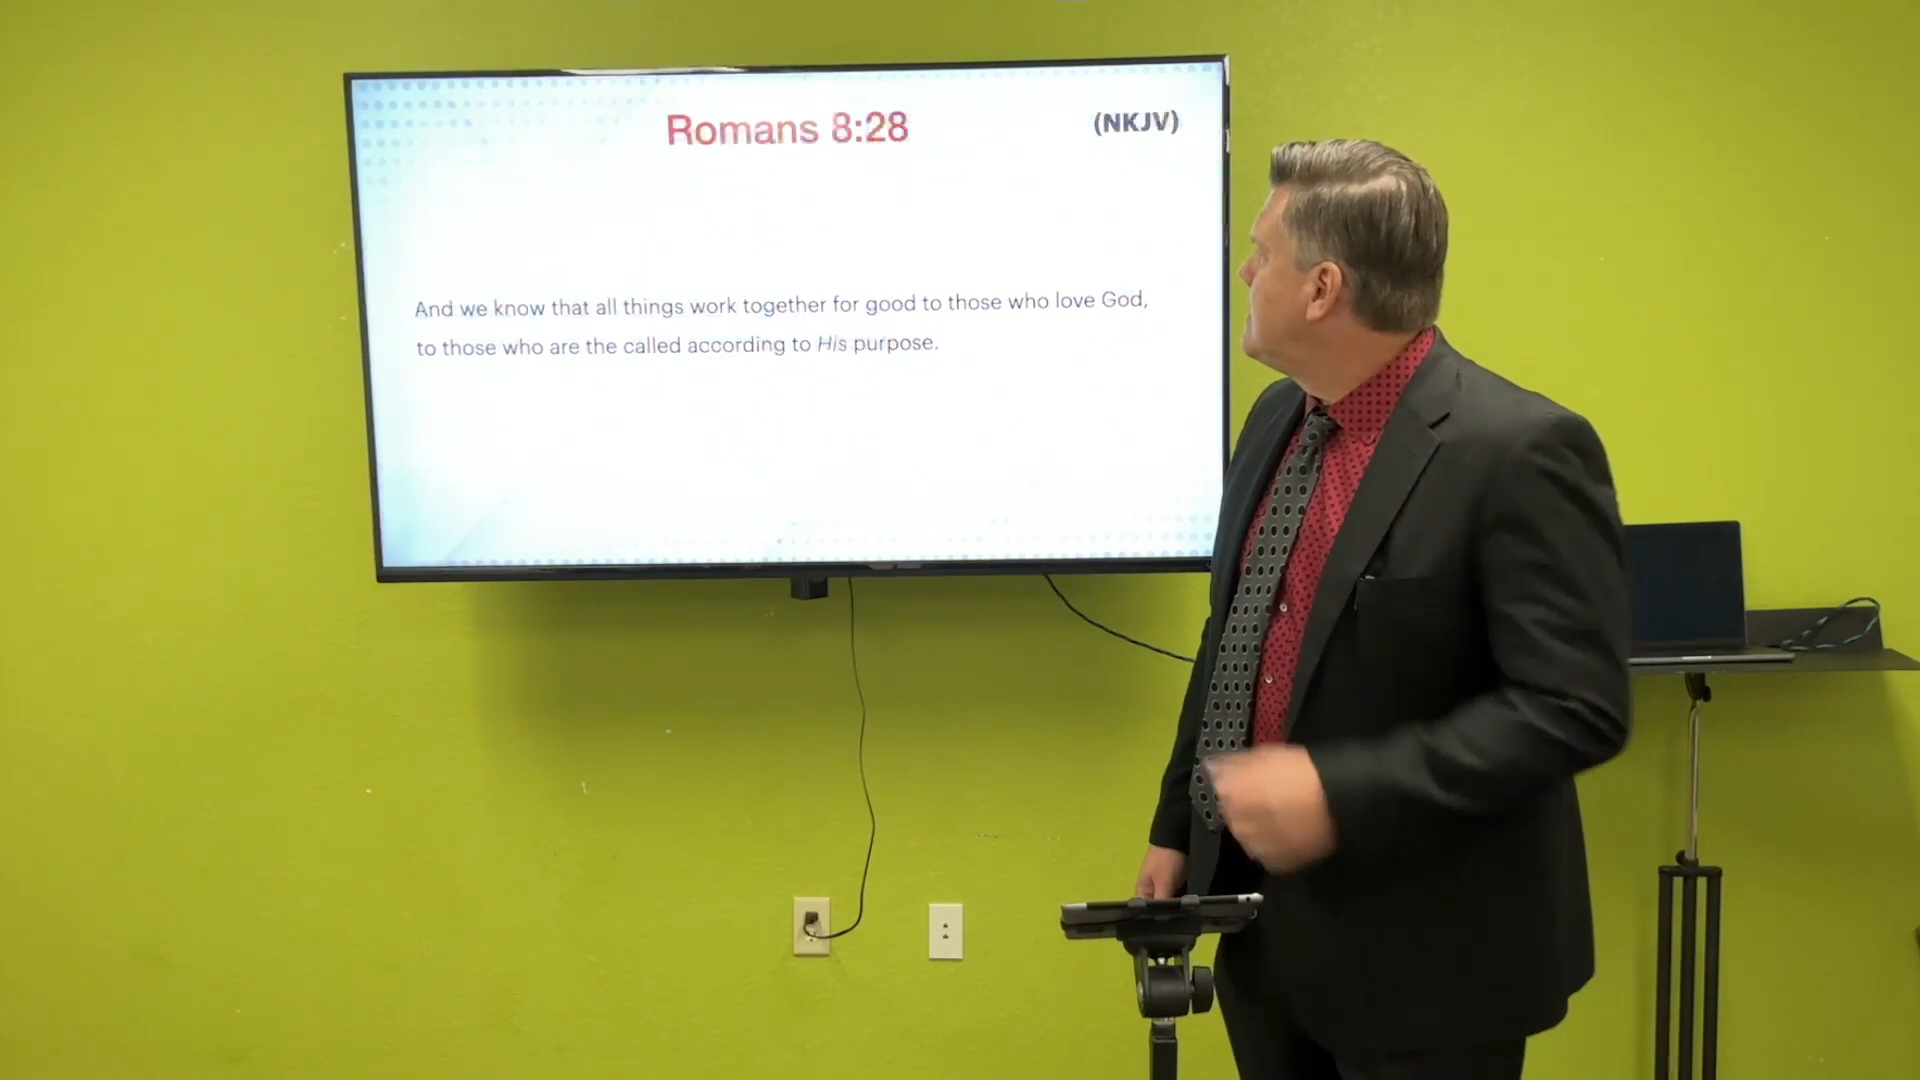 Romans 8:28
(NKJV)
And we know that all things work together for good to those who love God,
to those who are the called according to His purpose.